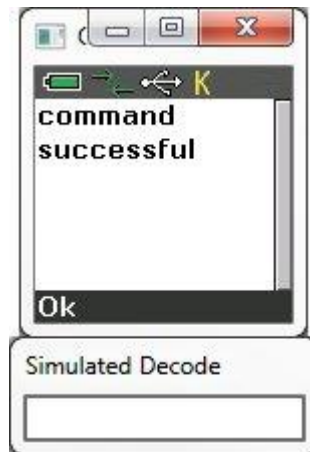 C
K
command
successful
Ok
Simulated Decode